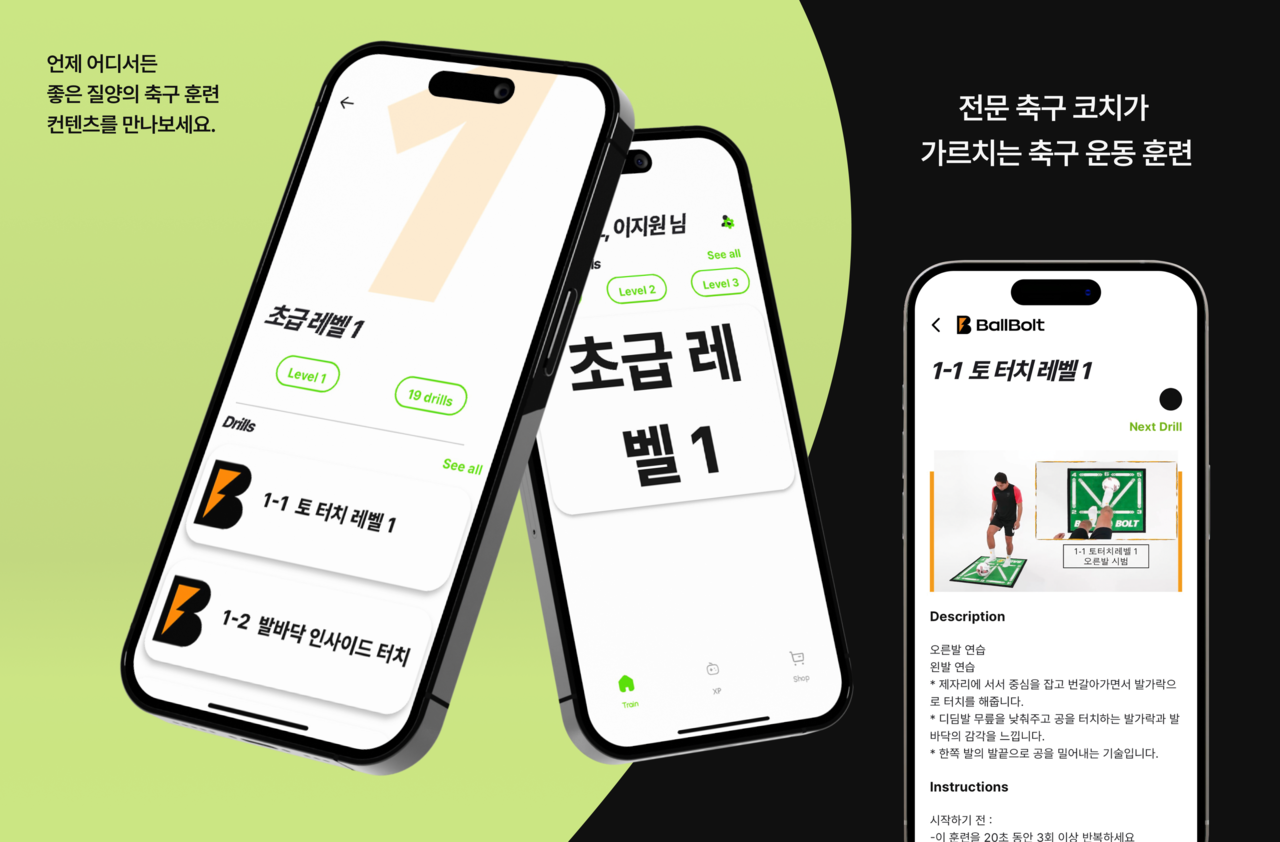 언제 어디서든
좋은 질양의 축구 훈련
컨텐츠를 만나보세요.
1
초급 레벨 1
Level 1
19 drills
Drills
See all
1-1 토 터치 레벨 1
1-2 발바닥 인사이드 터치
, 이지원 님
See all
Level 2
Level 3
초급 레
벨 1
Train
XP
Shop
전문 축구 코치가
가르치는 축구 운동 훈련
BallBolt
1-1 토 터치 레벨 1
Next Drill
BOLT
1-1 토터치레벨 1
오른발 시범
Description
오른발 연습
왼발 연습
* 제자리에 서서 중심을 잡고 번갈아가면서 발가락으
로 터치를 해줍니다.
* 디딤발 무릎을 낮춰주고 공을 터치하는 발가락과 발
바닥의 감각을 느낍니다.
* 한쪽 발의 발끝으로 공을 밀어내는 기술입니다.
Instructions
시작하기 전 :
-이 훈련을 20초 동안 3회 이상 반복하세요